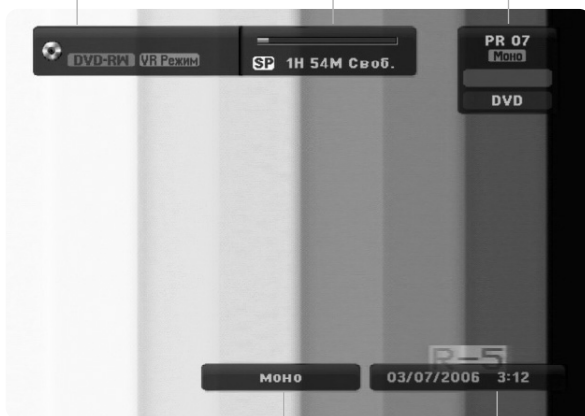 DVD-RW VR Режим
SP 1H 54M Своб.
PR 07
Моно
DVD
R-5
моно
03/07/2006 3:12